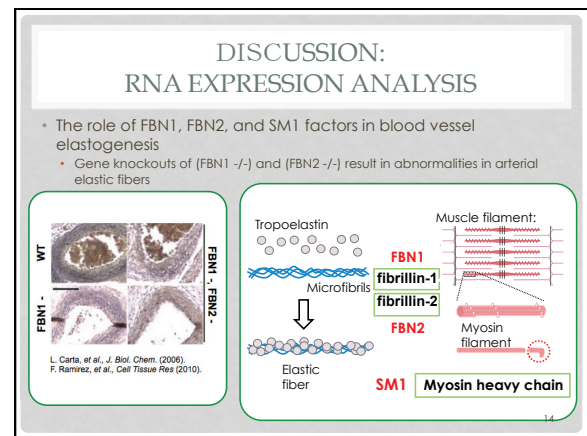 DISCUSSION:
RNA EXPRESSION ANALYSIS
• The role of FBN1, FBN2, and SM1 factors in blood vessel
elastogenesis
• Gene knockouts of (FBN1 -/-) and (FBN2 -/-) result in abnormalities in arterial
elastic fibers
WT
FBN1 -
FBN1 -, FBN2 -
L. Carta, et al., J. Biol. Chem. (2006).
F. Ramirez, et al., Cell Tissue Res (2010).
Tropoelastin
Microfibrils
Elastic
fiber
FBN1
fibrillin-1
fibrillin-2
FBN2
Muscle filament:
Myosin
filament
SM1
Myosin heavy chain
14